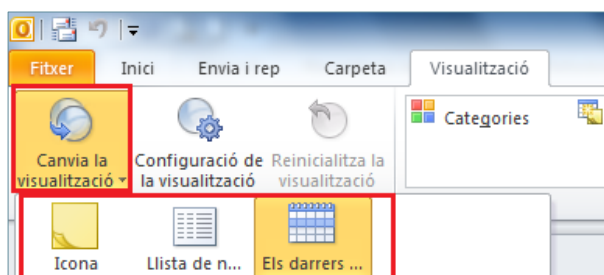 Fitxer Inici Envia i rep Carpeta Visualització
Canvia la visualització
Configuració de la visualització
Reinicialitza la visualització
Categories
Icona Llista de n... Els darrers ...